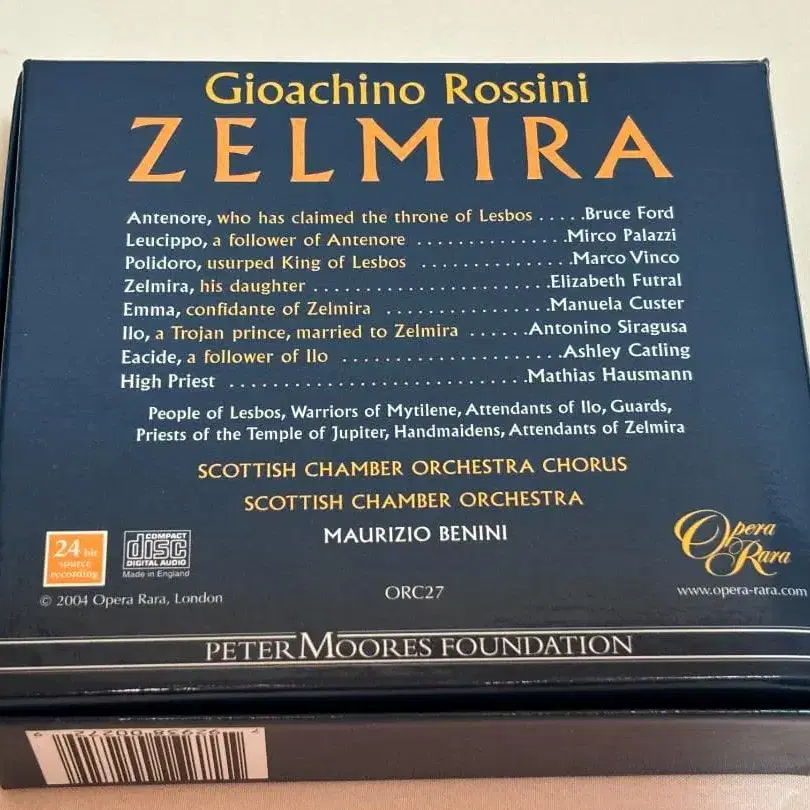 Gioachino Rossini
ZELMIRA
Antenore, who has claimed the throne of Lesbos .....Bruce Ford
Leucippo, a follower of Antenore ...............Mirco Palazzi
Polidoro, usurped King of Lesbos ...............Marco Vinco
Zelmira, his daughter ........................Elizabeth Futral
Emma, confidante of Zelmira .................Manuela Custer
Ilo, a Trojan prince, married to Zelmira ......Antonino Siragusa
Eacide, a follower of Ilo ......................Ashley Catling
High Priest ..............................Mathias Hausmann
People of Lesbos, Warriors of Mytilene, Attendants of Ilo, Guards,
Priests of the Temple of Jupiter, Handmaidens, Attendants of Zelmira
SCOTTISH CHAMBER ORCHESTRA CHORUS
SCOTTISH CHAMBER ORCHESTRA
MAURIZIO BENINI
24 bit
source
recording
COMPACT
disc
DIGITAL AUDIO
Made in England
© 2004 Opera Rara, London
ORC27
Opera
Rara
www.opera-rara.com
PETER MOORES FOUNDATION
7 92938 00272 9